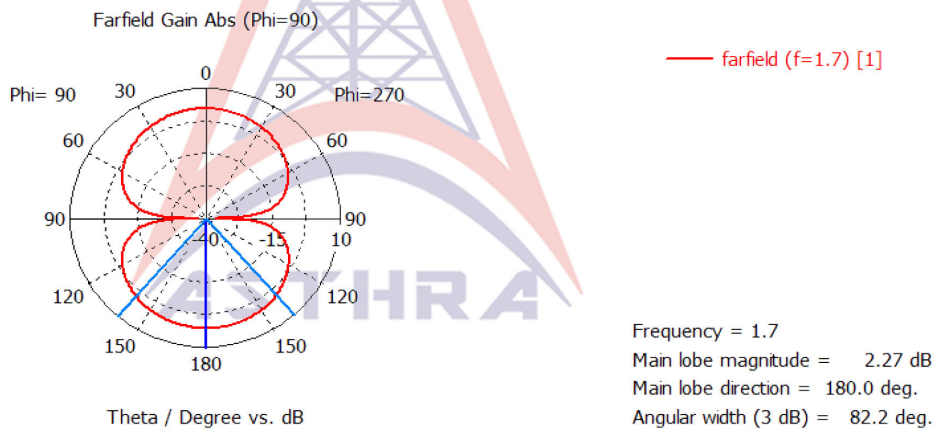 Farfield Gain Abs (Phi=90)
farfield (f=1.7) [1]
0
Phi= 90 30 30 Phi=270
60 60
90 90
-40 -15 10
120 120
150 150
180
ASTHRA
Theta / Degree vs. dB
Frequency = 1.7
Main lobe magnitude = 2.27 dB
Main lobe direction = 180.0 deg.
Angular width (3 dB) = 82.2 deg.